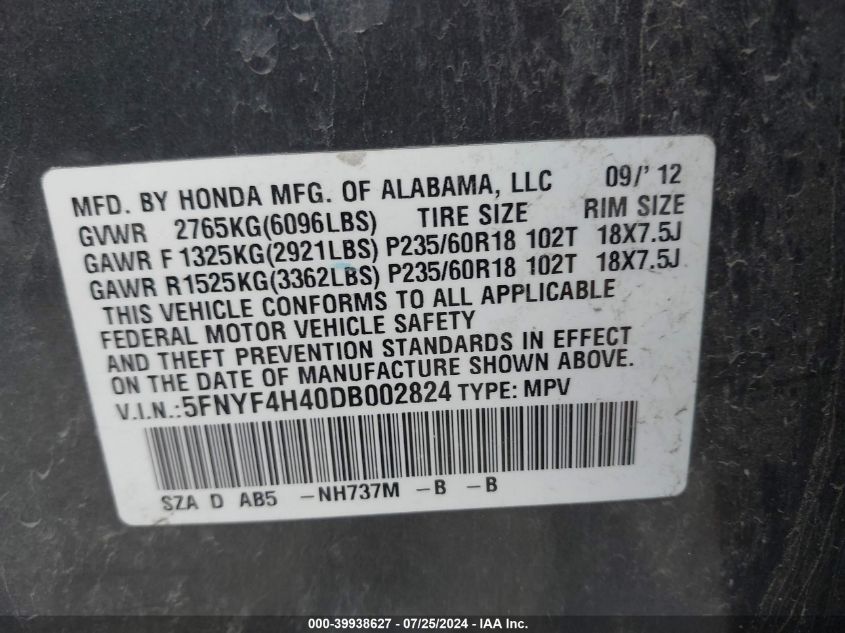 MFD. BY HONDA MFG. OF ALABAMA, LLC 09/' 12
GVWR 2765KG(6096LBS) TIRE SIZE RIM SIZE
GAWR F 1325KG(2921LBS) P235/60R18 102T 18X7.5J
GAWR R1525KG(3362LBS) P235/60R18 102T 18X7.5J
THIS VEHICLE CONFORMS TO ALL APPLICABLE
FEDERAL MOTOR VEHICLE SAFETY
AND THEFT PREVENTION STANDARDS IN EFFECT
ON THE DATE OF MANUFACTURE SHOWN ABOVE.
V.I.N.:5FNYF4H40DB002824 TYPE: MPV
SZA D AB5 -NH737M -B -B
000-39938627 - 07/25/2024 - IAA Inc.